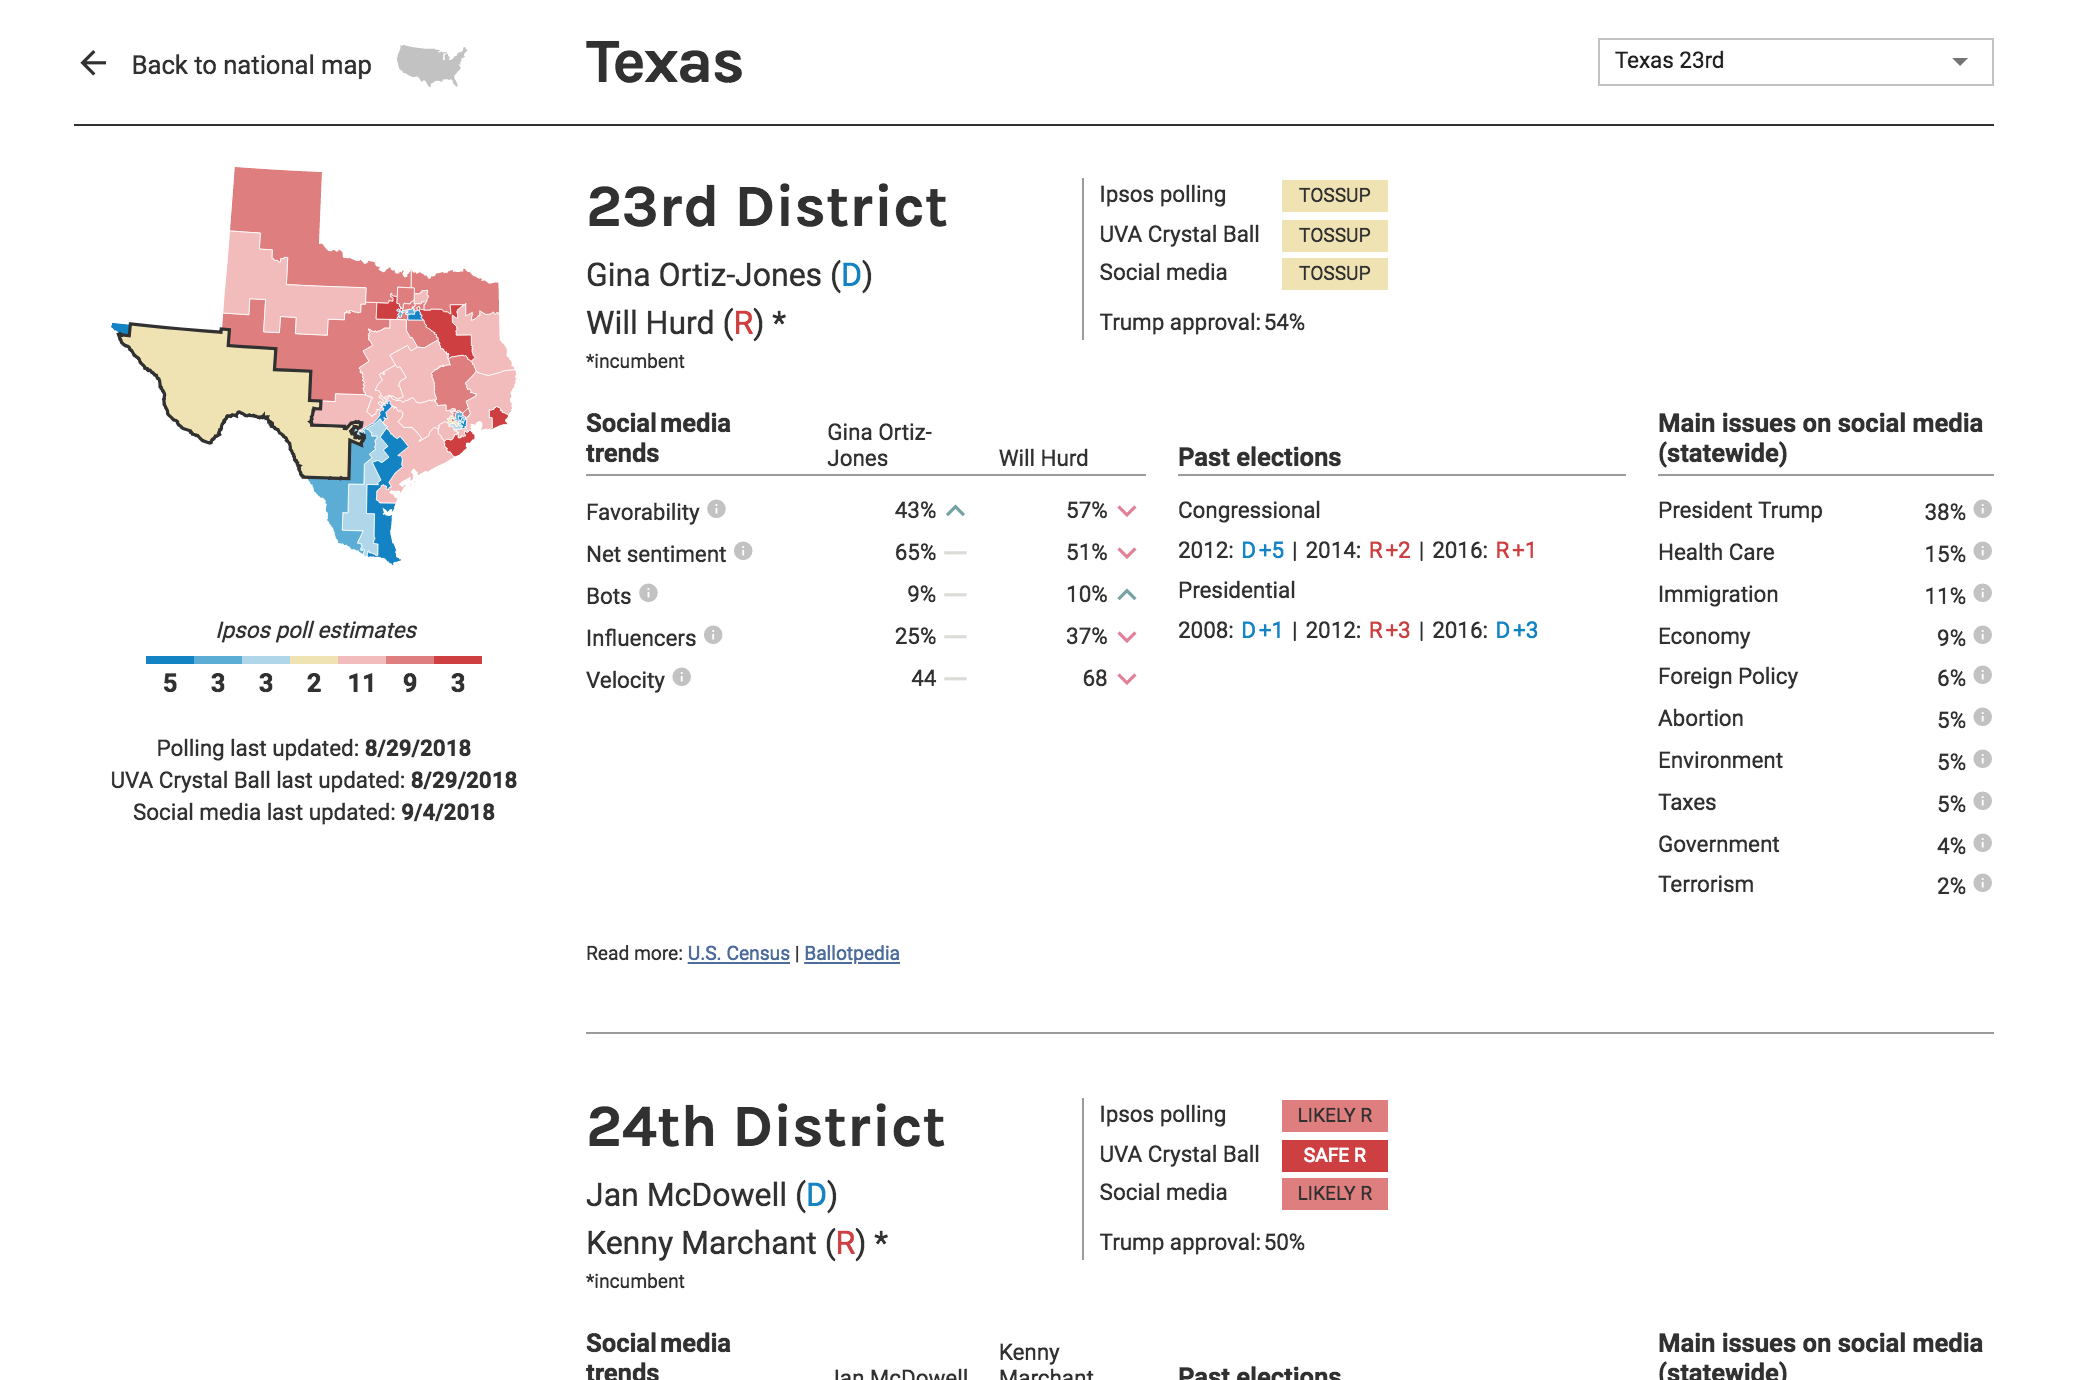 Back to national map
Texas
Texas 23rd
23rd District
Gina Ortiz-Jones (D)
Will Hurd (R) *
*incumbent
Ipsos polling TOSSUP
UVA Crystal Ball TOSSUP
Social media TOSSUP
Trump approval: 54%
Ipsos poll estimates
5 3 3 2 11 9 3
Polling last updated: 8/29/2018
UVA Crystal Ball last updated: 8/29/2018
Social media last updated: 9/4/2018
Social media
trends
Gina Ortiz-
Jones
Will Hurd
Favorability 43% 57%
Net sentiment 65% 51%
Bots 9% 10%
Influencers 25% 37%
Velocity 44 68
Past elections
Congressional
2012: D+5 | 2014: R+2 | 2016: R+1
Presidential
2008: D+1 | 2012: R+3 | 2016: D+3
Main issues on social media
(statewide)
President Trump 38%
Health Care 15%
Immigration 11%
Economy 9%
Foreign Policy 6%
Abortion 5%
Environment 5%
Taxes 5%
Government 4%
Terrorism 2%
Read more: U.S. Census | Ballotpedia
24th District
Jan McDowell (D)
Kenny Marchant (R) *
*incumbent
Ipsos polling LIKELY R
UVA Crystal Ball SAFE R
Social media LIKELY R
Trump approval: 50%
Social media
trends
Jan McDowell
Kenny
Marchant
Past elections
Main issues on social media
(statewide)